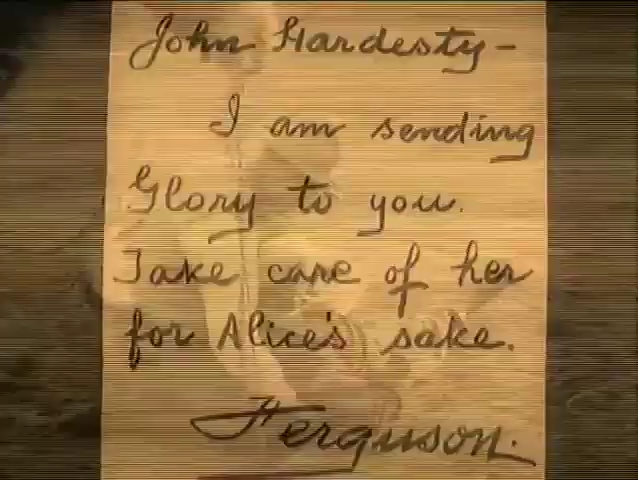 John Hardesty –
I am sending
Glory to you.
Take care of her
for Alice's sake.
Ferguson.